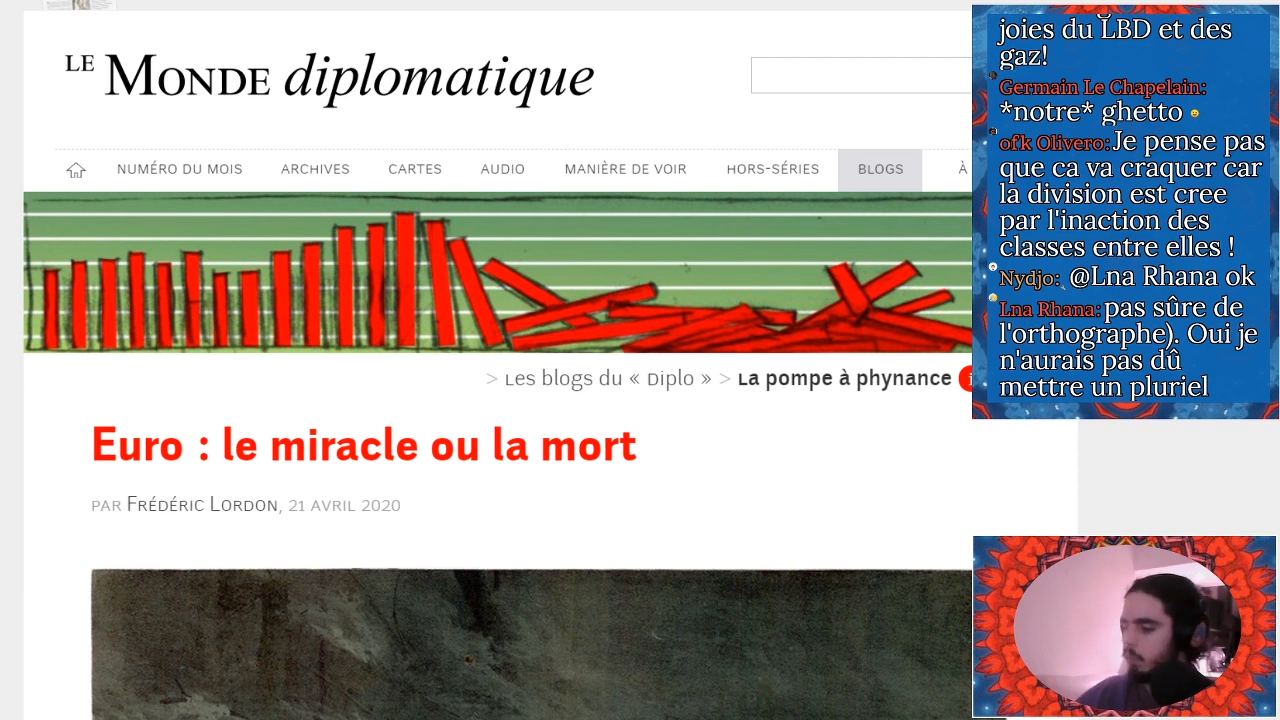 LE MONDE diplomatique
NUMÉRO DU MOIS ARCHIVES CARTES AUDIO MANIÈRE DE VOIR HORS-SÉRIES BLOGS À
> Les blogs du « Diplo » > La pompe à phynance i
Euro : le miracle ou la mort
PAR FRÉDÉRIC LORDON, 21 AVRIL 2020
joies du LBD et des
gaz!
Germain Le Chapelain:
*notre* ghetto
ofk Olivero: Je pense pas
que ca va craquer car
la division est cree
par l'inaction des
classes entre elles !
Nydjo: @Lna Rhana ok
Lna Rhana: pas sûre de
l'orthographe). Oui je
n'aurais pas dû
mettre un pluriel